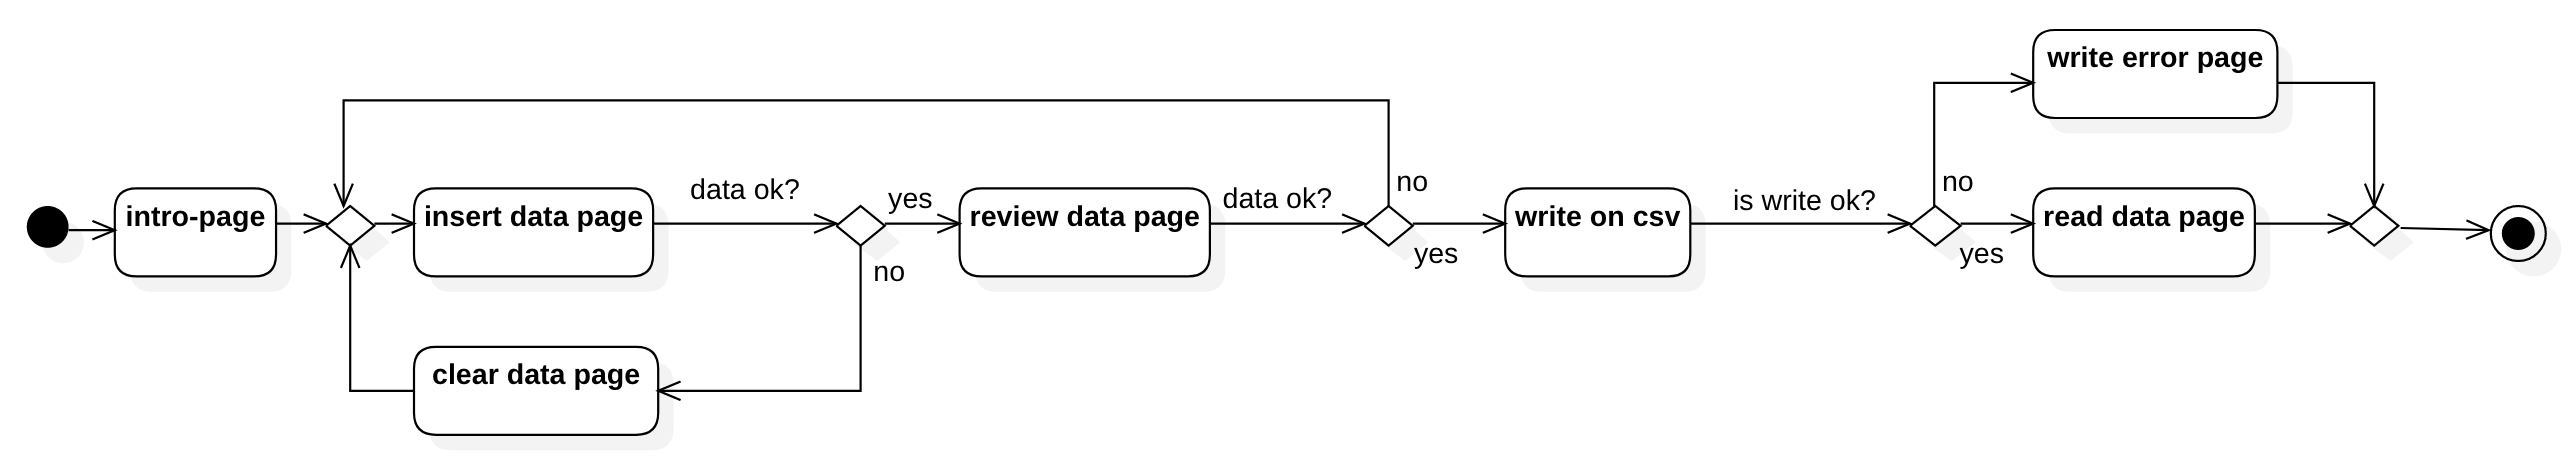 write error page
data ok?
yes
data ok?
no
is write ok?
no
intro-page
insert data page
review data page
write on csv
read data page
yes
yes
no
clear data page